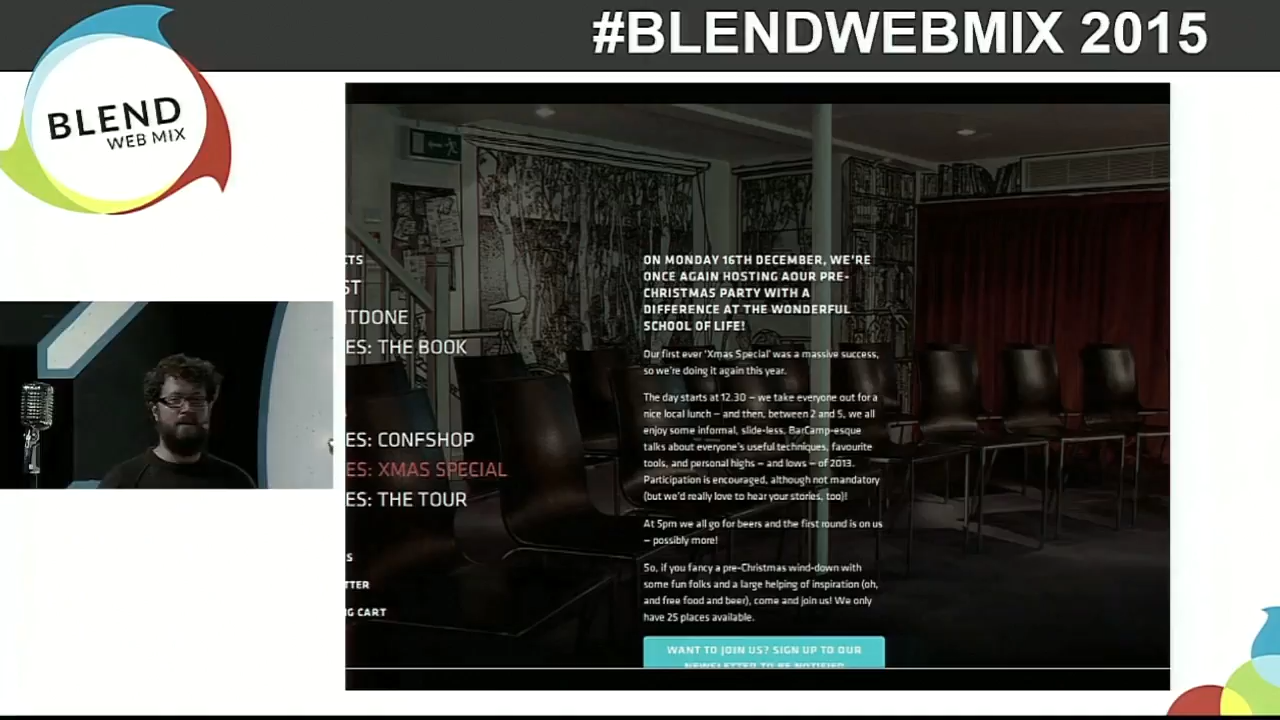 #BLENDWEBMIX 2015
BLEND
WEB MIX
CTS
ST
ITDONE
ES: THE BOOK
ES: CONFSHOP
ES: XMAS SPECIAL
ES: THE TOUR
S
TTER
G CART
ON MONDAY 16TH DECEMBER, WE'RE
ONCE AGAIN HOSTING AOUR PRE-
CHRISTMAS PARTY WITH A
DIFFERENCE AT THE WONDERFUL
SCHOOL OF LIFE!
Our first ever 'Xmas Special' was a massive success,
so we're doing it again this year.
The day starts at 12.30 – we take everyone out for a
nice local lunch – and then, between 2 and 5, we all
enjoy some informal, slide-less, BarCamp-esque
talks about everyone's useful techniques, favourite
tools, and personal highs – and lows – of 2013.
Participation is encouraged, although not mandatory
(but we'd really love to hear your stories, too)!
At 5pm we all go for beers and the first round is on us
– possibly more!
So, if you fancy a pre-Christmas wind-down with
some fun folks and a large helping of inspiration (oh,
and free food and beer), come and join us! We only
have 25 places available.
WANT TO JOIN US? SIGN UP TO OUR
NEWSLETTER TO BE NOTIFIED